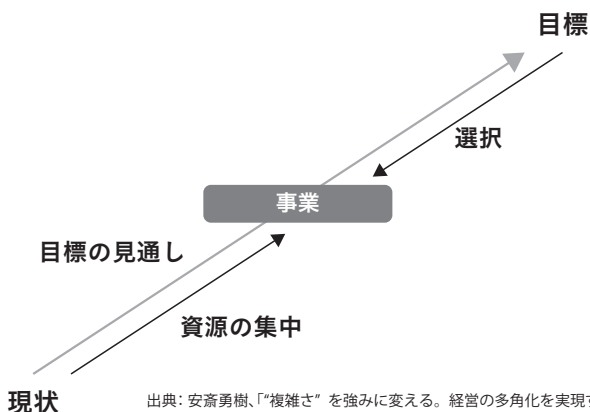 目標
選択
事業
目標の見通し
資源の集中
現状
出典：安斎勇樹、「“複雑さ”を強みに変える。経営の多角化を実現す